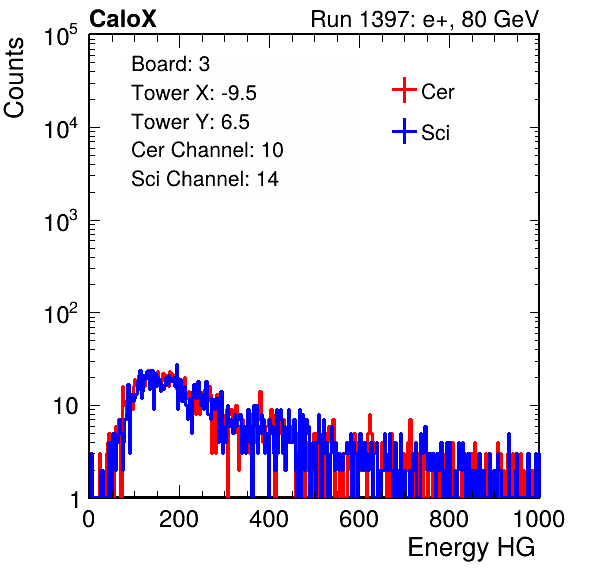 CaloX Run 1397: e+, 80 GeV
Board: 3
Tower X: -9.5
Tower Y: 6.5
Cer Channel: 10
Sci Channel: 14
Cer
Sci
Counts
10^5
10^4
10^3
10^2
10
1
0 200 400 600 800 1000
Energy HG